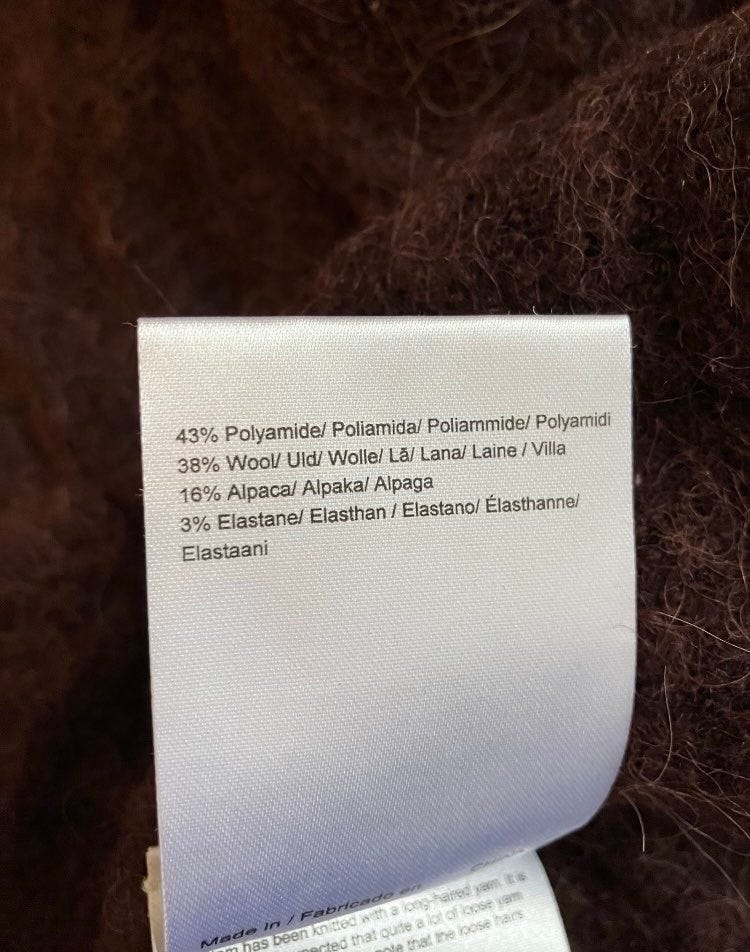 43% Polyamide/ Poliamida/ Poliammide/ Polyamidi
38% Wool/ Uld/ Wolle/ Lã/ Lana/ Laine / Villa
16% Alpaca/ Alpaka/ Alpaga
3% Elastane/ Elasthan / Elastano/ Élasthanne/
Elastaani
Made in / Fabricado en
has been knitted with a long-haired yarn. It is
that quite a lot of loose yarn
that the loose hairs